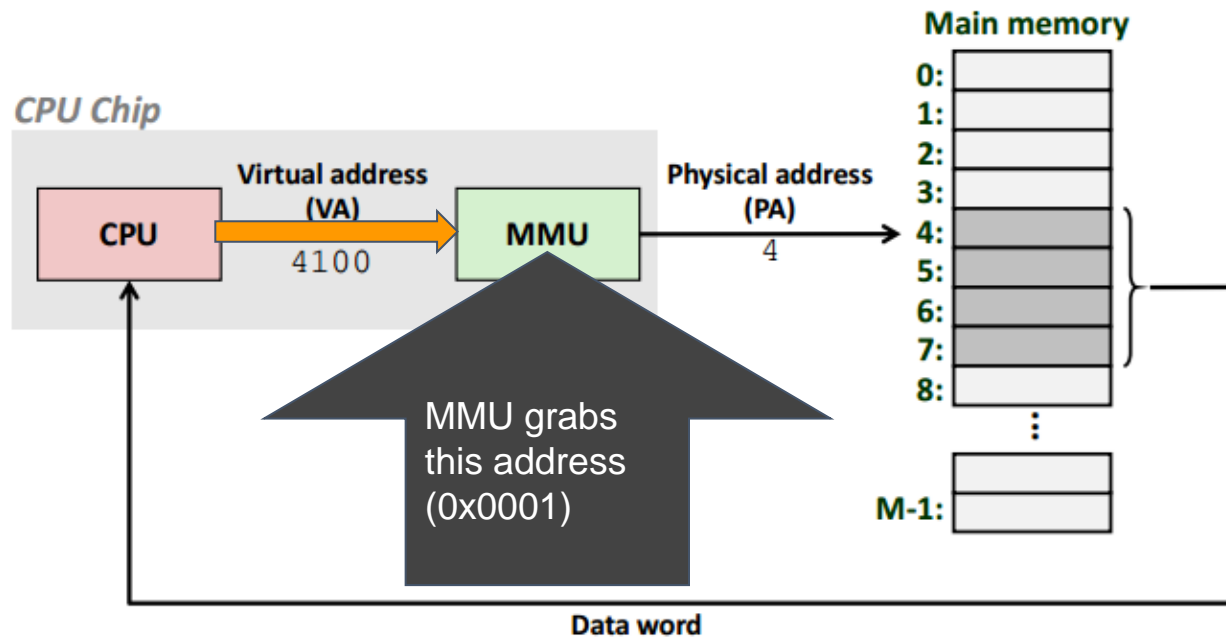 Main memory
0:
CPU Chip
1:
2:
Virtual address
(VA)
Physical address
(PA)
3:
CPU
MMU
4:
4100
4
5:
6:
7:
8:
MMU grabs
this address
(0x0001)
⋮
M-1:
Data word